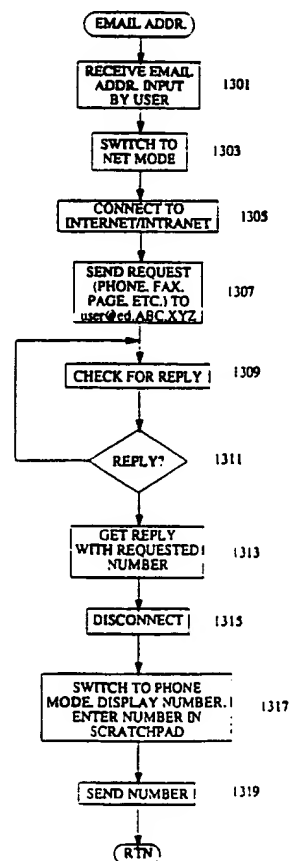 EMAIL ADDR.
RECEIVE EMAIL
ADDR. INPUT
BY USER
1301
SWITCH TO
NET MODE
1303
CONNECT TO
INTERNET/INTRANET
1305
SEND REQUEST
(PHONE, FAX,
PAGE, ETC.) TO
user@ed.ABC.XYZ
1307
CHECK FOR REPLY
1309
REPLY?
1311
GET REPLY
WITH REQUESTED
NUMBER
1313
DISCONNECT
1315
SWITCH TO PHONE
MODE, DISPLAY NUMBER,
ENTER NUMBER IN
SCRATCHPAD
1317
SEND NUMBER
1319
RTN